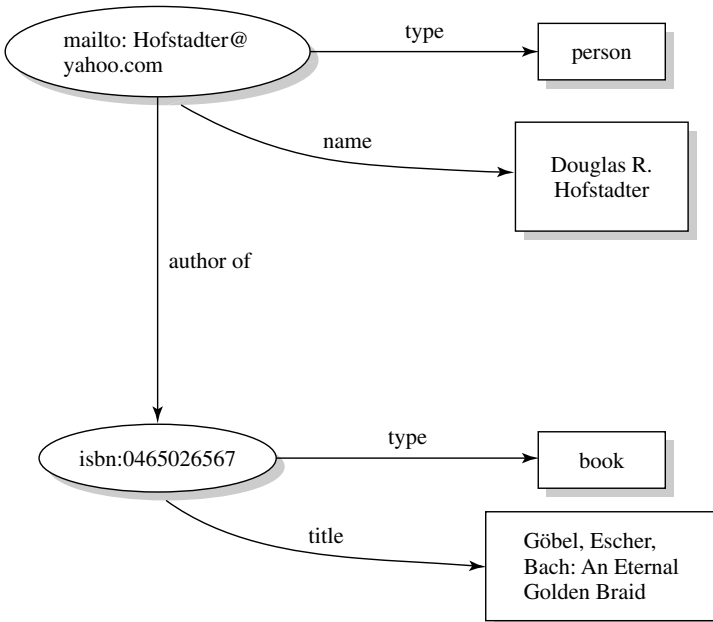 mailto: Hofstadter@
yahoo.com
type
person
name
Douglas R.
Hofstadter
author of
isbn:0465026567
type
book
title
Göbel, Escher,
Bach: An Eternal
Golden Braid